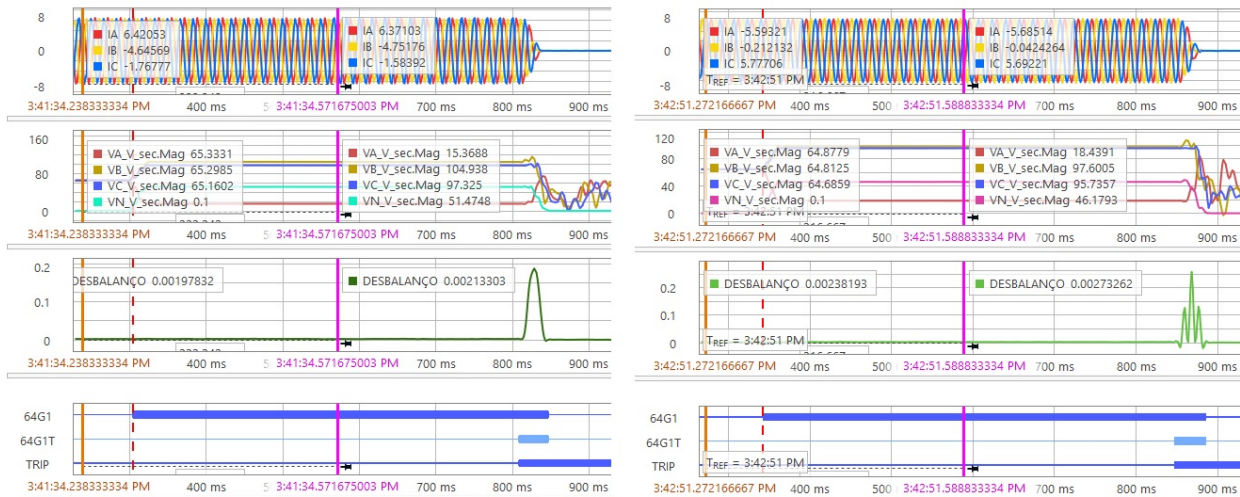 8
IA 6.42053
IB -4.64569
IC -1.76777
IA 6.37103
IB -4.75176
IC -1.58392
0
-8
3:41:34.238333334 PM
400 ms
3:41:34.571675003 PM
700 ms
800 ms
900 ms
160
VA_V_sec.Mag 65.3331
VB_V_sec.Mag 65.2985
VC_V_sec.Mag 65.1602
VN_V_sec.Mag 0.1
VA_V_sec.Mag 15.3688
VB_V_sec.Mag 104.938
VC_V_sec.Mag 97.325
VN_V_sec.Mag 51.4748
80
0
3:41:34.238333334 PM
400 ms
3:41:34.571675003 PM
700 ms
800 ms
900 ms
0.2
DESBALANÇO 0.00197832
DESBALANÇO 0.00213303
0.1
0
3:41:34.238333334 PM
400 ms
5
3:41:34.571675003 PM
700 ms
800 ms
900 ms
64G1
64G1T
TRIP
3:41:34.238333334 PM
400 ms
5
3:41:34.571675003 PM
700 ms
800 ms
900 ms
8
IA -5.59321
IB -0.212132
IC 5.77706
IA -5.68514
IB -0.0424264
IC 5.69221
0
TREF = 3:42:51 PM
-8
3:42:51.272166667 PM
400 ms
500
3:42:51.588833334 PM
700 ms
800 ms
900 ms
120
VA_V_sec.Mag 64.8779
VB_V_sec.Mag 64.8125
VC_V_sec.Mag 64.6859
VN_V_sec.Mag 0.1
VA_V_sec.Mag 18.4391
VB_V_sec.Mag 97.6005
VC_V_sec.Mag 95.7357
VN_V_sec.Mag 46.1793
80
40
0
3:42:51.272166667 PM
400 ms
500
3:42:51.588833334 PM
700 ms
800 ms
900 ms
0.2
DESBALANÇO 0.00238193
DESBALANÇO 0.00273262
0.1
0
TREF = 3:42:51 PM
3:42:51.272166667 PM
400 ms
500
3:42:51.588833334 PM
700 ms
800 ms
900 ms
64G1
64G1T
TRIP
TREF = 3:42:51 PM
3:42:51.272166667 PM
400 ms
500
3:42:51.588833334 PM
700 ms
800 ms
900 ms